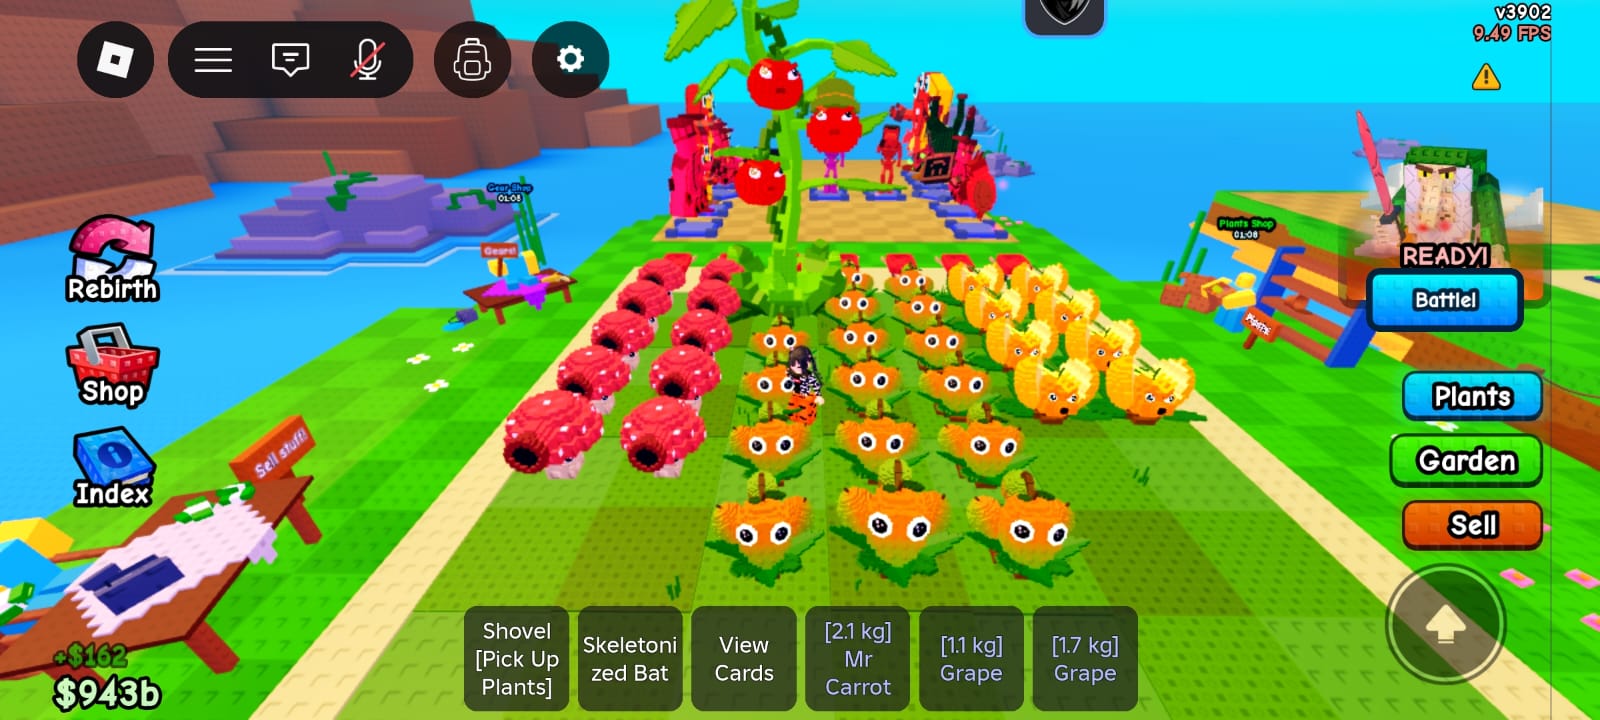 v3902
9.49 FPS
Gear Shop
01:08
Gears!
Plants Shop
01:08
READY!
Battle!
Rebirth
Shop
Index
Sell stuff!
Plants
Garden
Sell
Shovel
[Pick Up
Plants]
Skeletoni
zed Bat
View
Cards
[2.1 kg]
Mr
Carrot
[1.1 kg]
Grape
[1.7 kg]
Grape
+$162
$943b